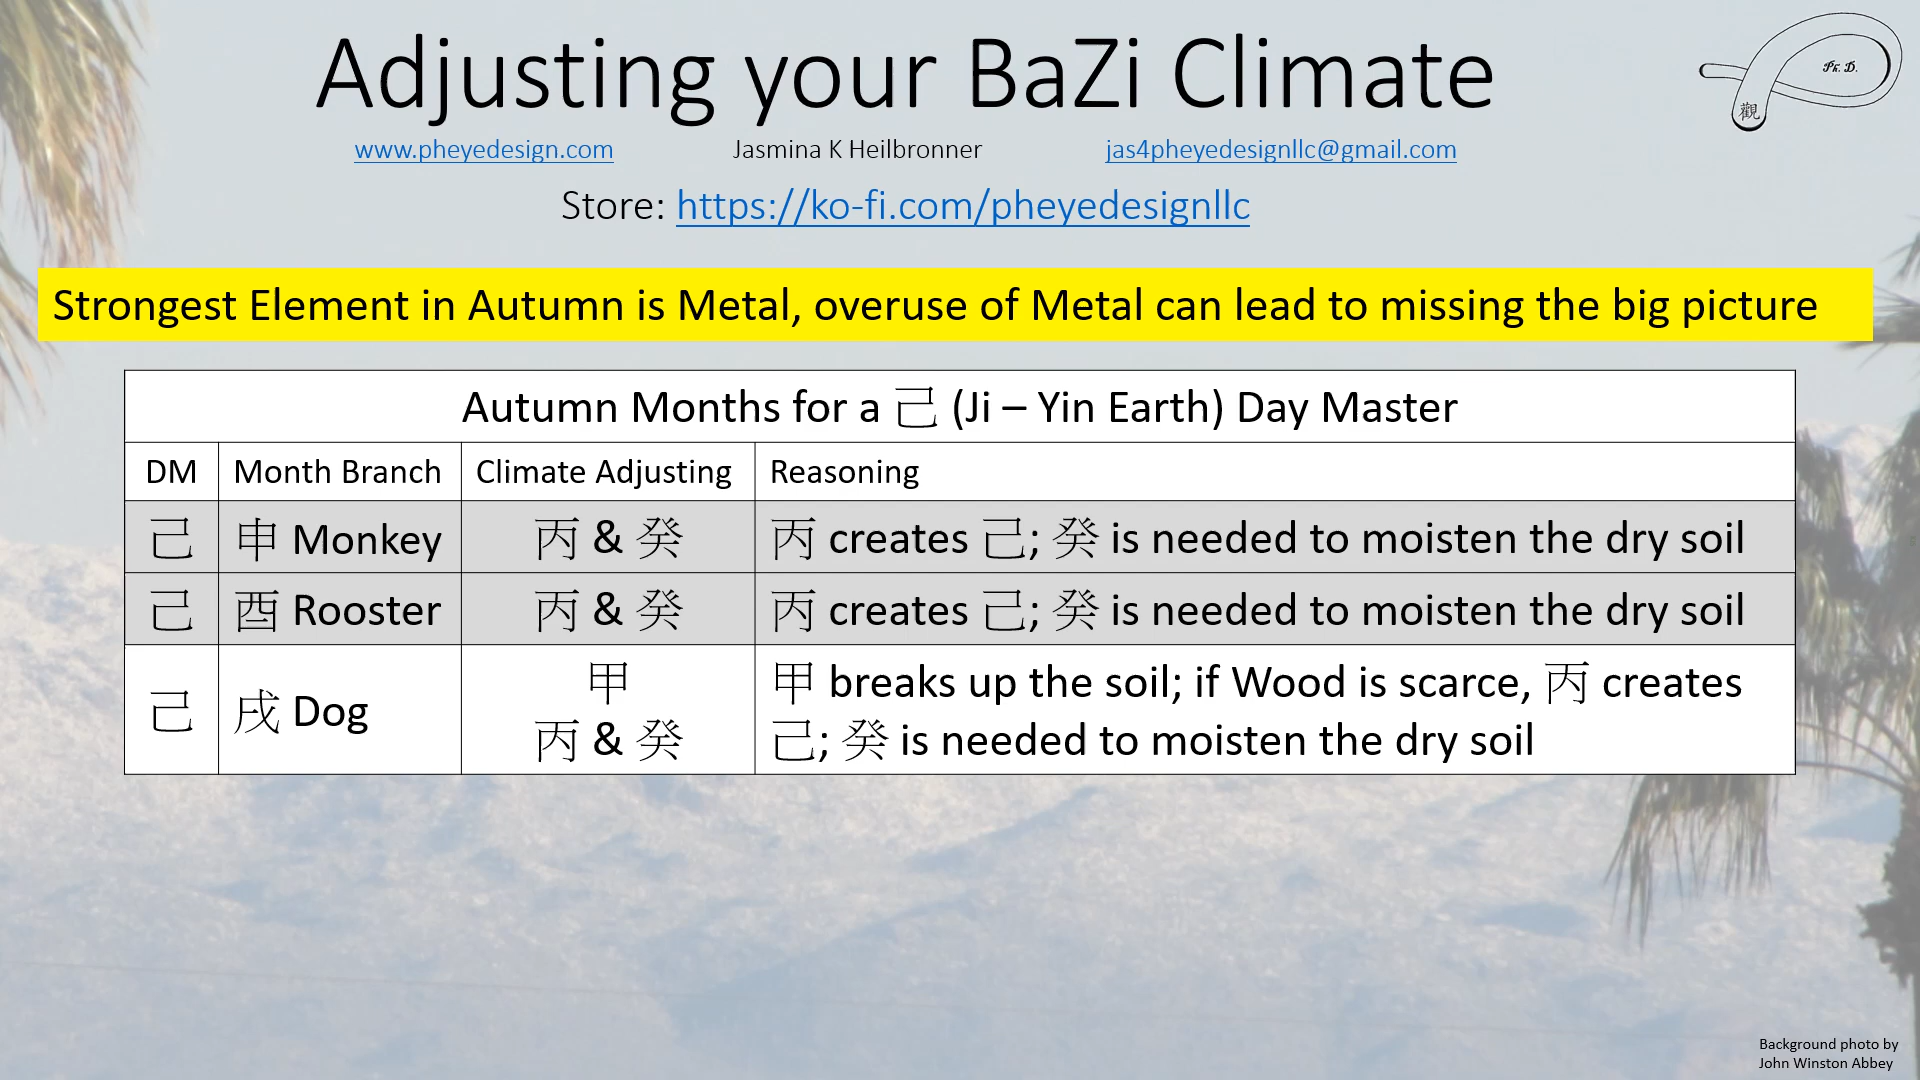 Adjusting your BaZi Climate
Ph. D.
觀
www.pheyedesign.com Jasmina K Heilbronner jas4pheyedesignllc@gmail.com
Store: https://ko-fi.com/pheyedesignllc
Strongest Element in Autumn is Metal, overuse of Metal can lead to missing the big picture
Autumn Months for a 己 (Ji – Yin Earth) Day Master
DM Month Branch Climate Adjusting Reasoning
己 申 Monkey 丙 & 癸 丙 creates 己; 癸 is needed to moisten the dry soil
己 酉 Rooster 丙 & 癸 丙 creates 己; 癸 is needed to moisten the dry soil
己 戌 Dog 甲
丙 & 癸
甲 breaks up the soil; if Wood is scarce, 丙 creates
己; 癸 is needed to moisten the dry soil
Background photo by
John Winston Abbey